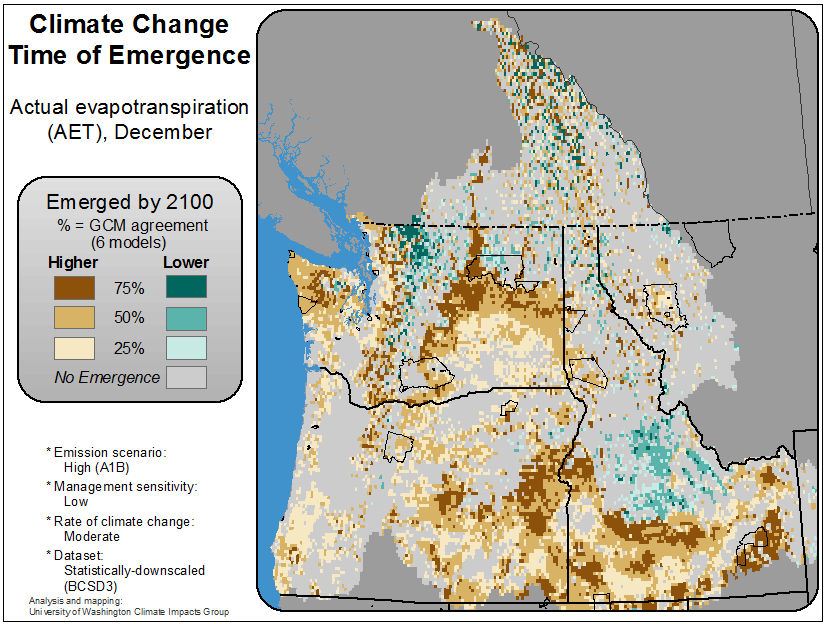 Climate Change
Time of Emergence
Actual evapotranspiration
(AET), December
Emerged by 2100
% = GCM agreement
(6 models)
Higher Lower
75%
50%
25%
No Emergence
* Emission scenario:
High (A1B)
* Management sensitivity:
Low
* Rate of climate change:
Moderate
* Dataset:
Statistically-downscaled
(BCSD3)
Analysis and mapping:
University of Washington Climate Impacts Group